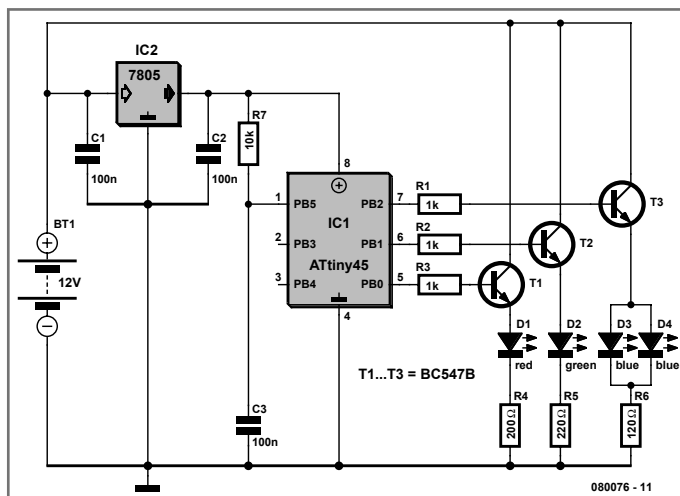 IC2
7805
C1
100n
C2
100n
R7
10k
BT1
12V
C3
100n
8
1
2
3
4
7
6
5
PB5
PB3
PB4
PB2
PB1
PB0
IC1
ATtiny45
R1
1k
R2
1k
R3
1k
T3
T2
T1
D1
red
D2
green
D3
blue
D4
blue
T1...T3 = BC547B
R4
200Ω
R5
220Ω
R6
120Ω
080076 - 11